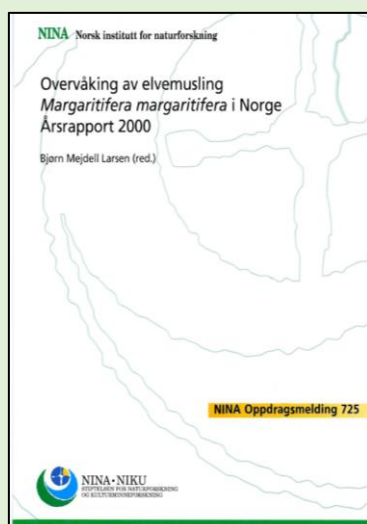 NINA Norsk institutt for naturforskning
Overvåking av elvemusling
Margaritifera margaritifera i Norge
Årsrapport 2000
Bjørn Mejdell Larsen (red.)
NINA Oppdragsmelding 725
NINA•NIKU
STIFTELSEN FOR NATURFORSKNING
OG KULTURMINNEFORSKNING